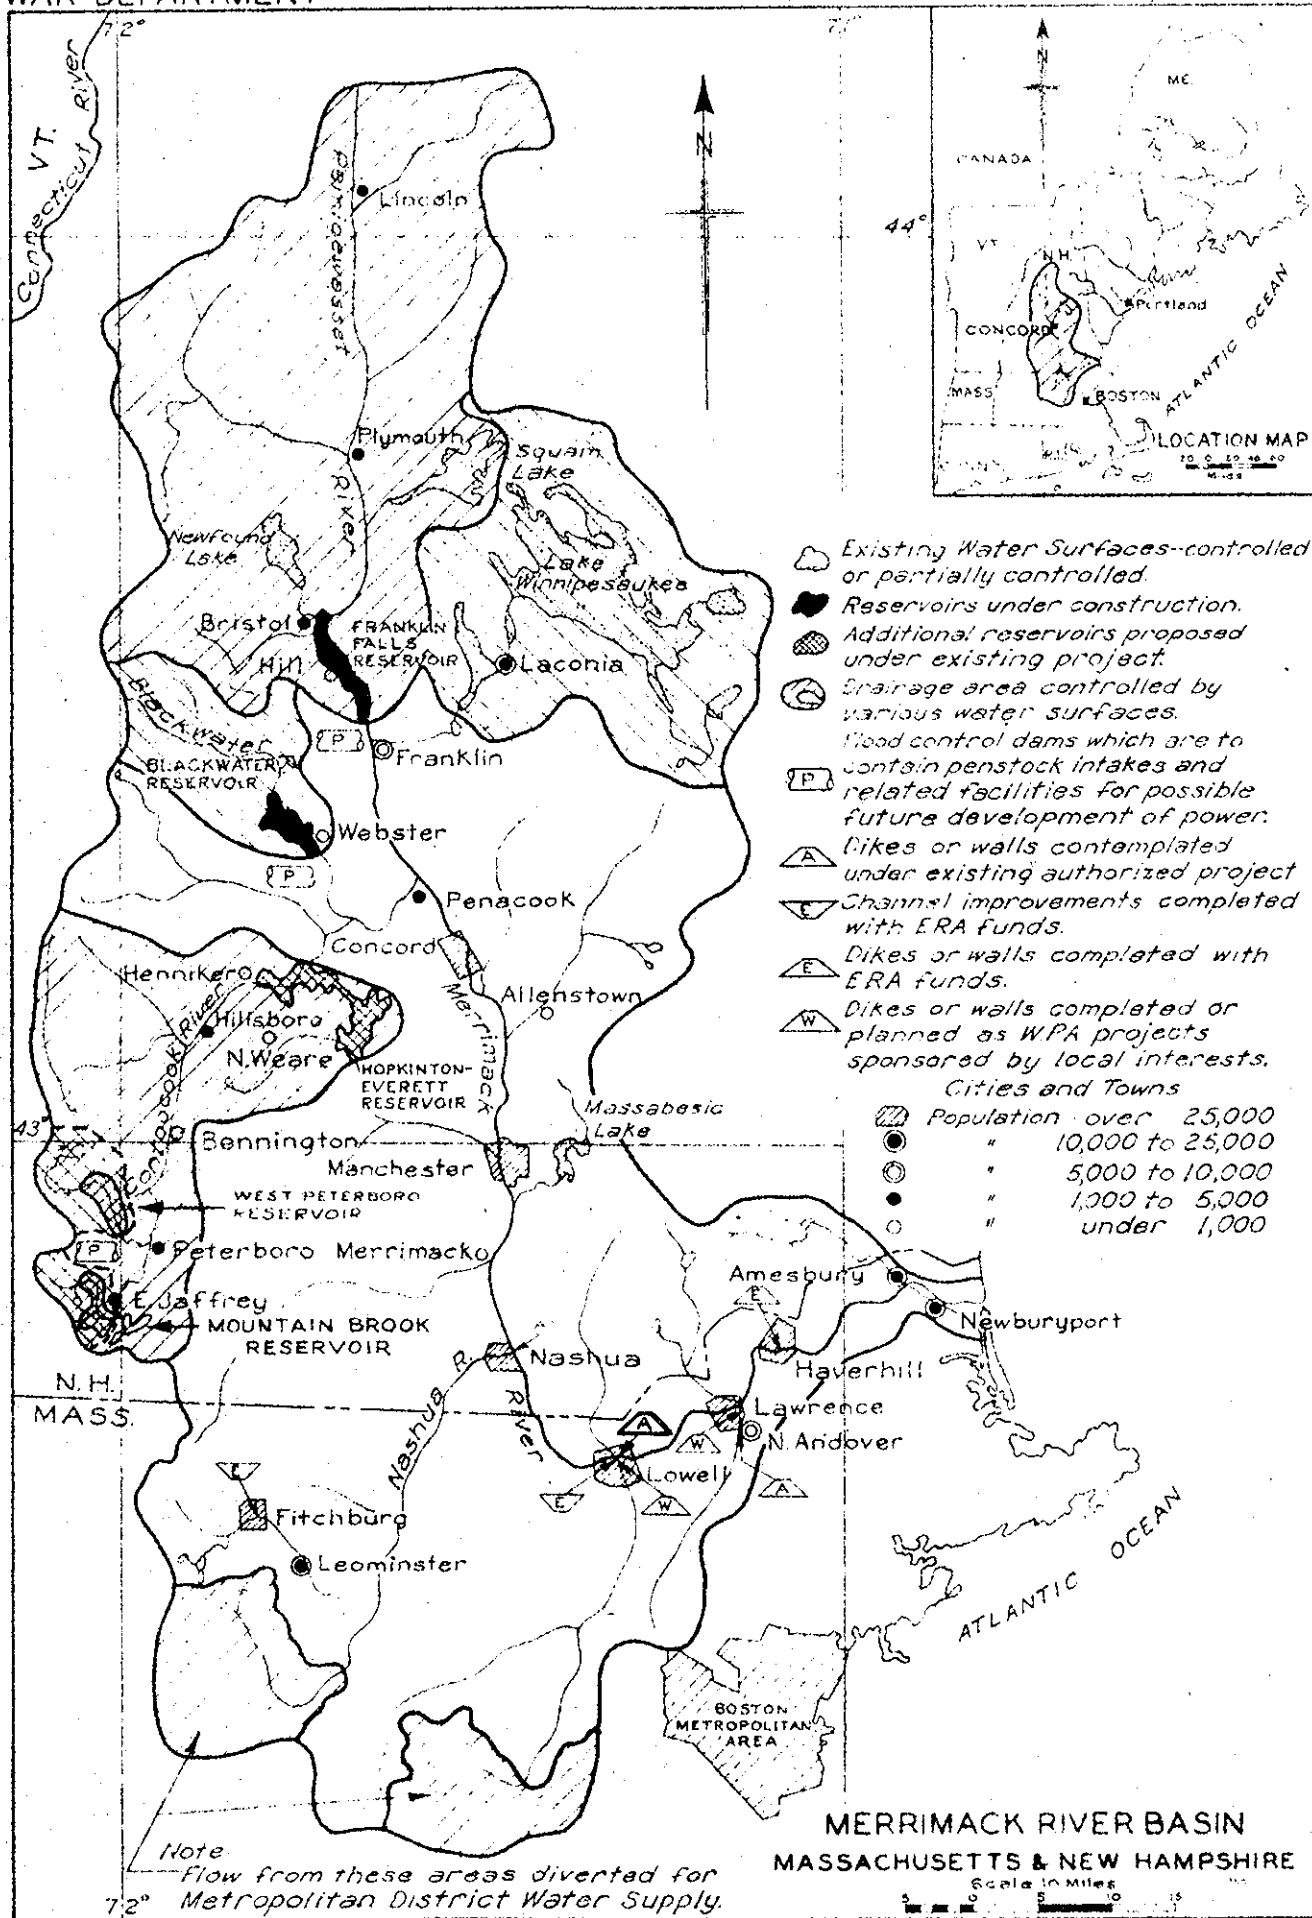 WAR DEPARTMENT
72°
71°
Connecticut River
VT.
N
Pemigewasset
River
Lincoln
44°
Plymouth
Squam
Lake
Newfound
Lake
Lake
Winnipesaukee
Bristol
FRANKLIN
FALLS
RESERVOIR
Hill
Laconia
Blackwater
P
Franklin
BLACKWATER
RESERVOIR
Webster
P
Penacook
Concord
Henniker
Merrimack
Allenstown
Contoocook River
Hillsboro
N. Weare
HOPKINTON-
EVERETT
RESERVOIR
Massabesic
Lake
43°
Bennington
Manchester
WEST PETERBORO
RESERVOIR
P
Peterboro
Merrimack
E. Jaffrey
MOUNTAIN BROOK
RESERVOIR
Amesbury
E
Newburyport
Nashua
Haverhill
N.H.
MASS.
Nashua R.
River
A
Lawrence
W
N. Andover
Lowell
E
W
A
E
Fitchburg
Leominster
ATLANTIC OCEAN
BOSTON
METROPOLITAN
AREA
Note
Flow from these areas diverted for
Metropolitan District Water Supply.
72°
N
ME.
CANADA
VT
N.H.
Portland
CONCORD
MASS
BOSTON
ATLANTIC OCEAN
LOCATION MAP
Existing Water Surfaces--controlled
or partially controlled.
Reservoirs under construction.
Additional reservoirs proposed
under existing project.
Drainage area controlled by
various water surfaces.
Flood control dams which are to
P contain penstock intakes and
related facilities for possible
future development of power.
A Dikes or walls contemplated
under existing authorized project
E Channel improvements completed
with ERA funds.
E Dikes or walls completed with
ERA funds.
W Dikes or walls completed or
planned as W.P.A. projects
sponsored by local interests.
Cities and Towns
Population over 25,000
" 10,000 to 25,000
" 5,000 to 10,000
" 1,000 to 5,000
" under 1,000
MERRIMACK RIVER BASIN
MASSACHUSETTS & NEW HAMPSHIRE
Scale in Miles
5 0 5 10 15